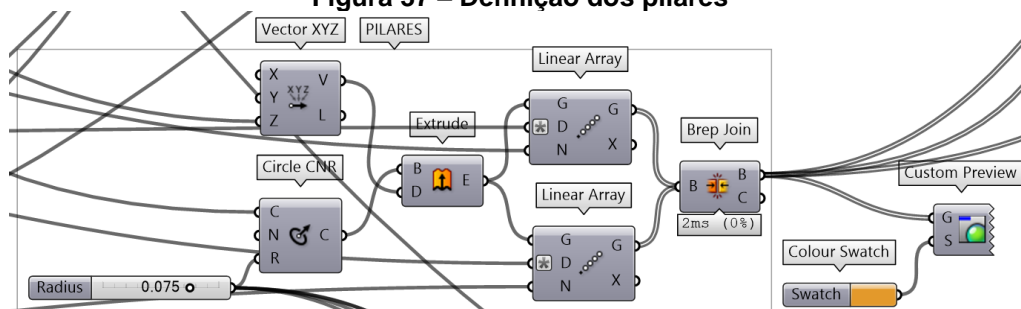 Figura 37 – Definição dos pilares
Vector XYZ
PILARES
X
Y
Z
XYZ
V
L
Linear Array
G
D
N
G
X
Extrude
B
D
E
Brep Join
B
B
C
2ms (0%)
Circle CNR
C
N
R
C
Linear Array
G
D
N
G
X
Custom Preview
G
S
Colour Swatch
Swatch
Radius
0.075